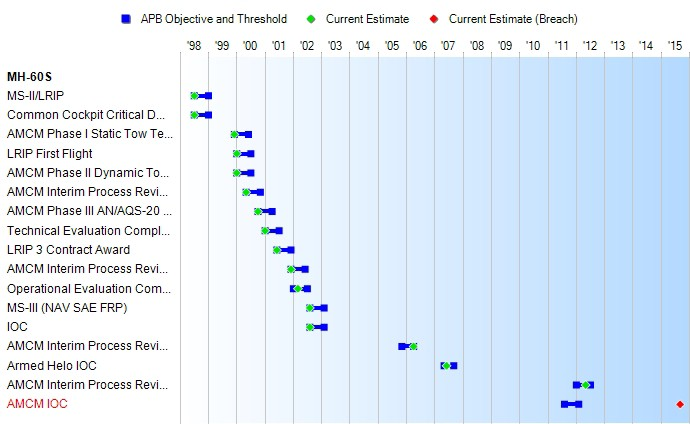 APB Objective and Threshold Current Estimate Current Estimate (Breach)
'98 '99 '00 '01 '02 '03 '04 '05 '06 '07 '08 '09 '10 '11 '12 '13 '14 '15
MH-60S
MS-II/LRIP
Common Cockpit Critical D...
AMCM Phase I Static Tow Te...
LRIP First Flight
AMCM Phase II Dynamic To...
AMCM Interim Process Revi...
AMCM Phase III AN/AQS-20 ...
Technical Evaluation Compl...
LRIP 3 Contract Award
AMCM Interim Process Revi...
Operational Evaluation Com...
MS-III (NAV SAE FRP)
IOC
AMCM Interim Process Revi...
Armed Helo IOC
AMCM Interim Process Revi...
AMCM IOC